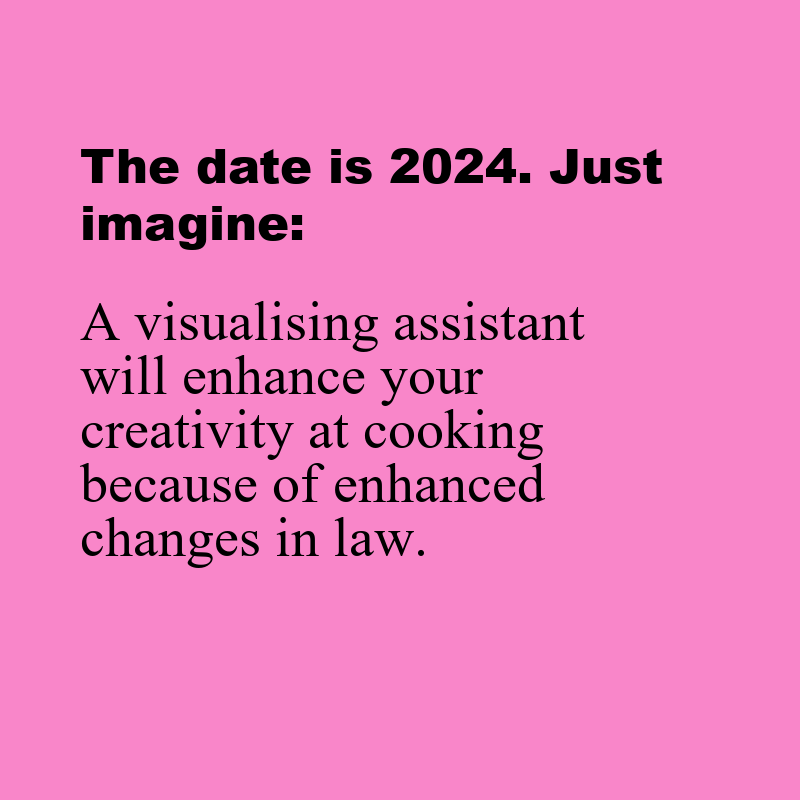 The date is 2024. Just
imagine:
A visualising assistant
will enhance your
creativity at cooking
because of enhanced
changes in law.